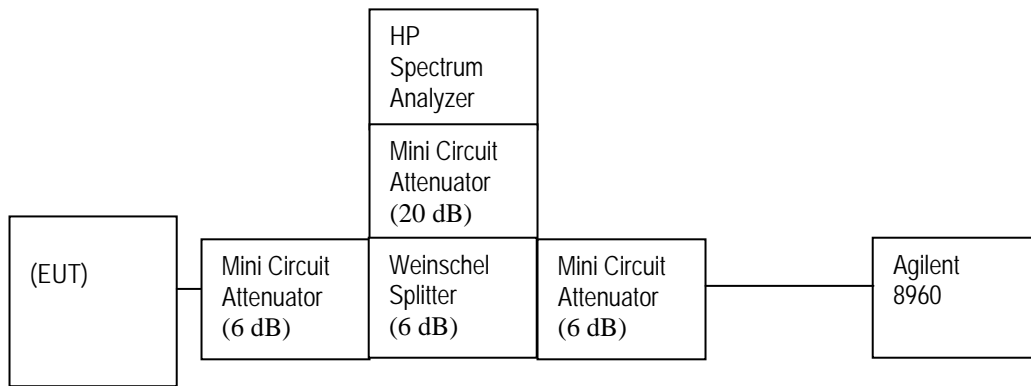 HP
Spectrum
Analyzer
Mini Circuit
Attenuator
(20 dB)
(EUT)
Mini Circuit
Attenuator
(6 dB)
Weinschel
Splitter
(6 dB)
Mini Circuit
Attenuator
(6 dB)
Agilent
8960